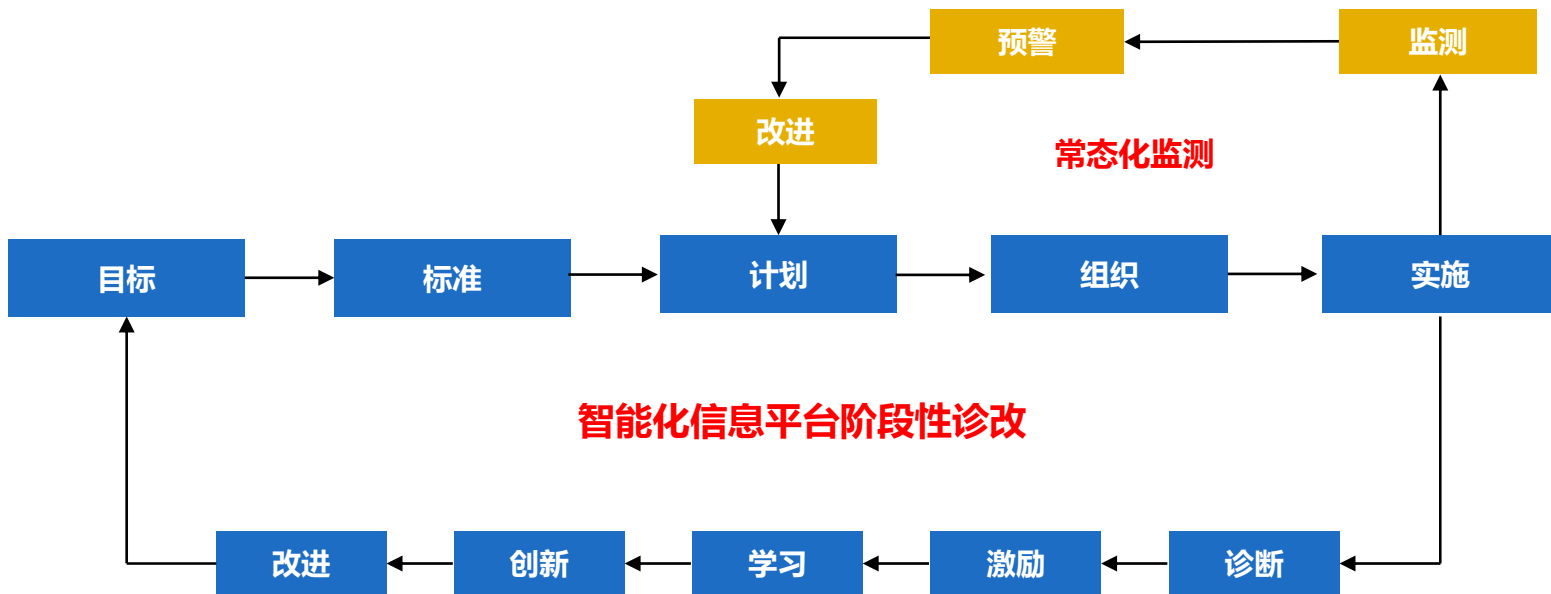 预警
监测
改进
常态化监测
目标
标准
计划
组织
实施
智能化信息平台阶段性诊改
改进
创新
学习
激励
诊断